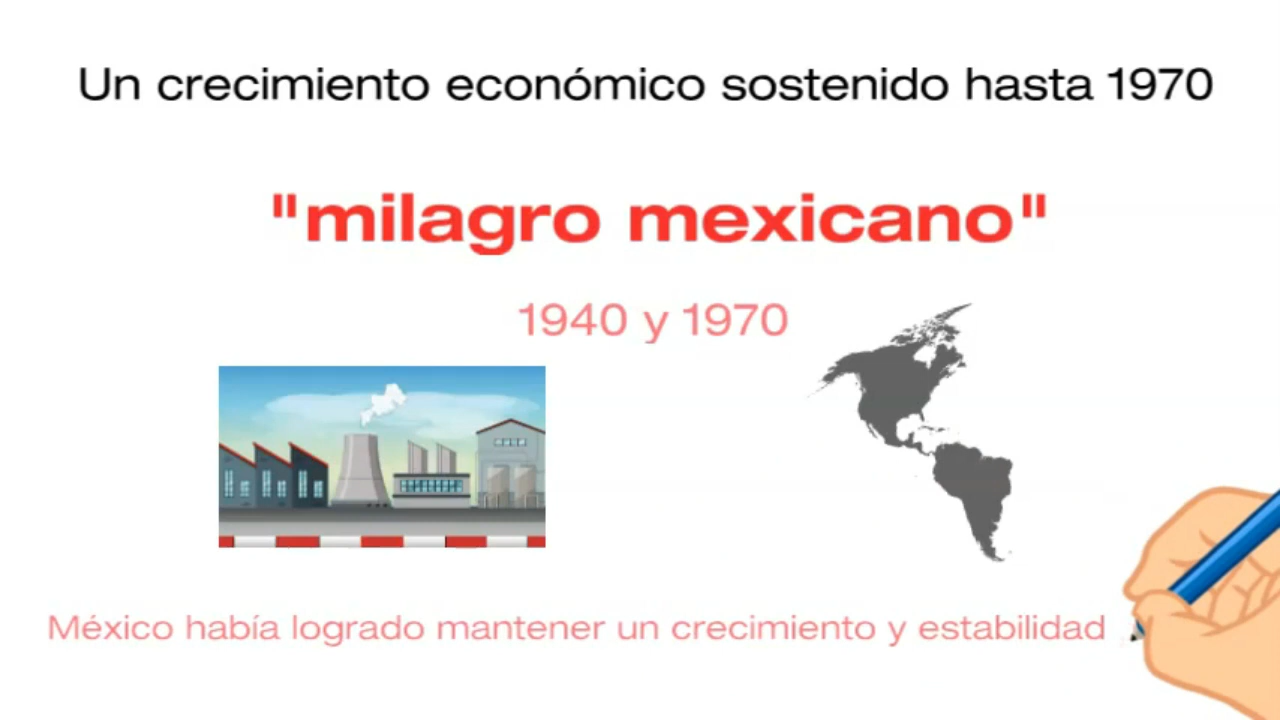 Un crecimiento económico sostenido hasta 1970
"milagro mexicano"
1940 y 1970
México había logrado mantener un crecimiento y estabilidad